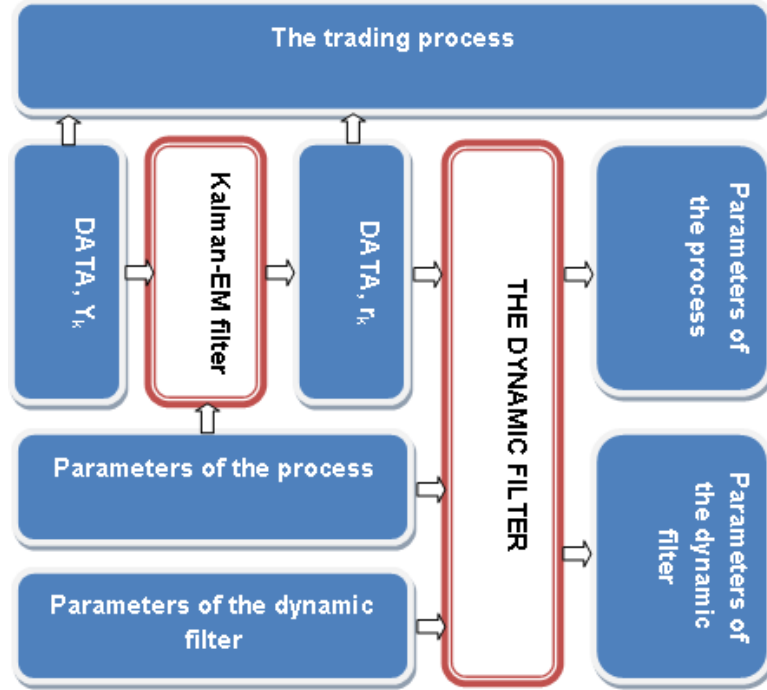 The trading process
DATA, Yk
Kalman-EM filter
DATA, rk
THE DYNAMIC FILTER
Parameters of
the process
Parameters of the process
Parameters of the dynamic
filter
Parameters of
the dynamic
filter